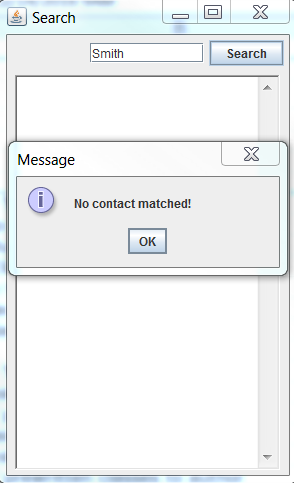 Search
Smith
Search
Message
No contact matched!
OK